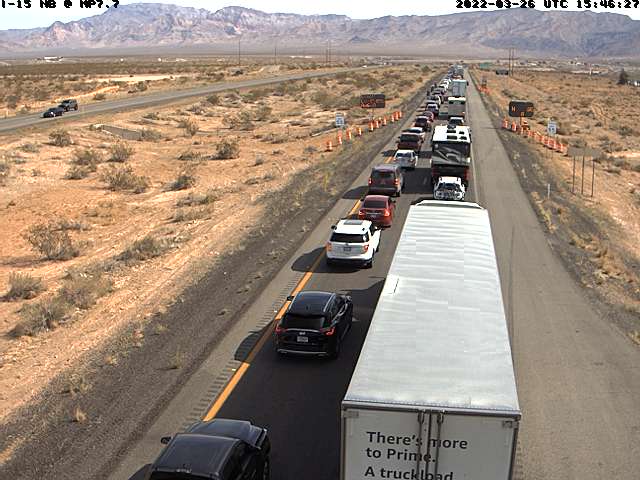 I-15 NB @ MP7.7
2022-03-26 UTC 15:46:27
There's more
to Prime.
A truckload